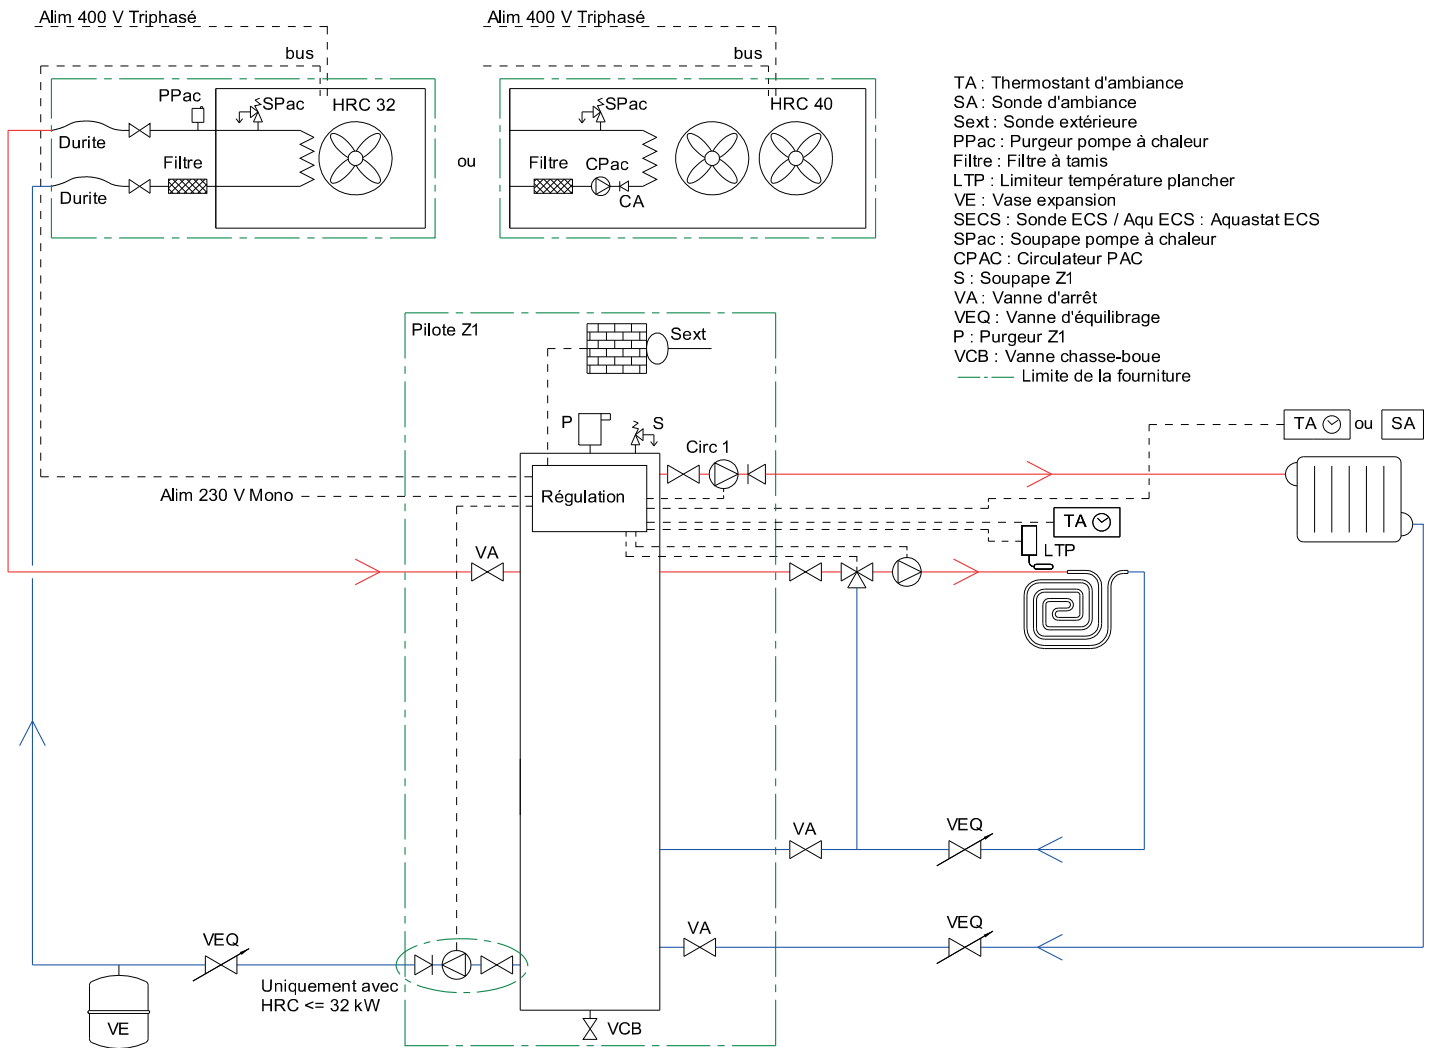 Alim 400 V Triphasé
Alim 400 V Triphasé
bus
bus
PPac
SPac
HRC 32
Durite
Filtre
Durite
ou
SPac
HRC 40
Filtre
CPac
CA
TA : Thermostant d'ambiance
SA : Sonde d'ambiance
Sext : Sonde extérieure
PPac : Purgeur pompe à chaleur
Filtre : Filtre à tamis
LTP : Limiteur température plancher
VE : Vase expansion
SECS : Sonde ECS / Aqu ECS : Aquastat ECS
SPac : Soupape pompe à chaleur
CPAC : Circulateur PAC
S : Soupape Z1
VA : Vanne d'arrêt
VEQ : Vanne d'équilibrage
P : Purgeur Z1
VCB : Vanne chasse-boue
Limite de la fourniture
Pilote Z1
Sext
P
S
Circ 1
TA ou SA
Alim 230 V Mono
Régulation
TA
LTP
VA
VA
VEQ
VA
VEQ
VEQ
Uniquement avec
HRC <= 32 kW
VE
VCB